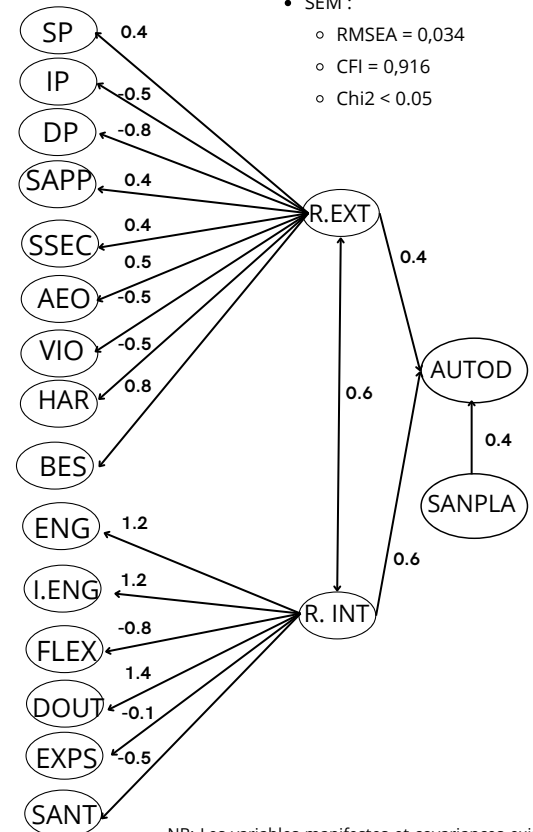 SEM :
RMSEA = 0,034
CFI = 0,916
Chi2 < 0.05
SP
0.4
IP
-0.5
DP
-0.8
SAPP
0.4
R.EXT
SSEC
0.4
AEO
0.5
0.4
VIO
-0.5
HAR
-0.5
0.8
BES
0.6
AUTOD
0.4
SANPLA
ENG
1.2
I.ENG
1.2
0.6
R. INT
FLEX
-0.8
DOUT
1.4
EXPS
-0.1
-0.5
SANT